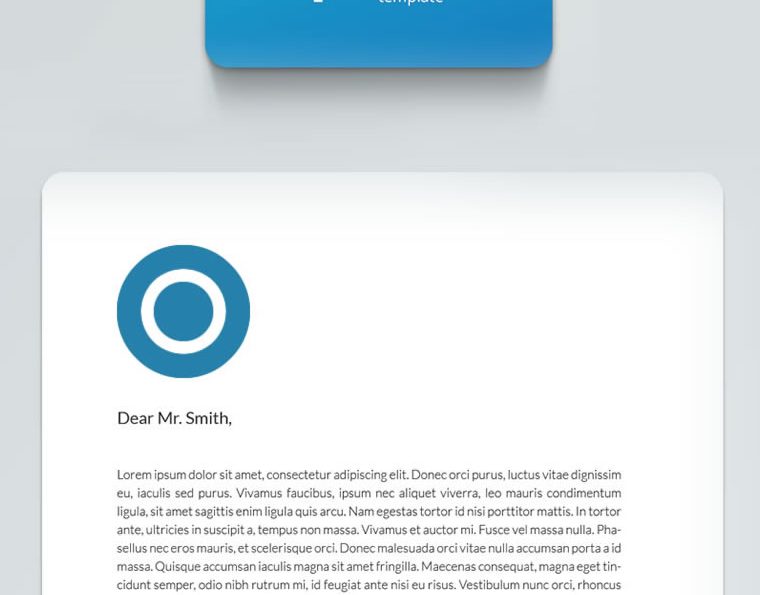 template
Dear Mr. Smith,
Lorem ipsum dolor sit amet, consectetur adipiscing elit. Donec orci purus, luctus vitae dignissim
eu, iaculis sed purus. Vivamus faucibus, ipsum nec aliquet viverra, leo mauris condimentum
ligula, sit amet sagittis enim ligula quis arcu. Nam egestas tortor id nisi porttitor mattis. In tortor
ante, ultricies in suscipit a, tempus non massa. Vivamus et auctor mi. Fusce vel massa nulla. Pha-
sellus nec eros mauris, et scelerisque orci. Donec malesuada orci vitae nulla accumsan porta a id
massa. Quisque accumsan iaculis magna sit amet fringilla. Maecenas consequat, magna eget tin-
cidunt semper, odio nibh rutrum mi, id feugiat ante nisi eu risus. Vestibulum nunc orci, rhoncus